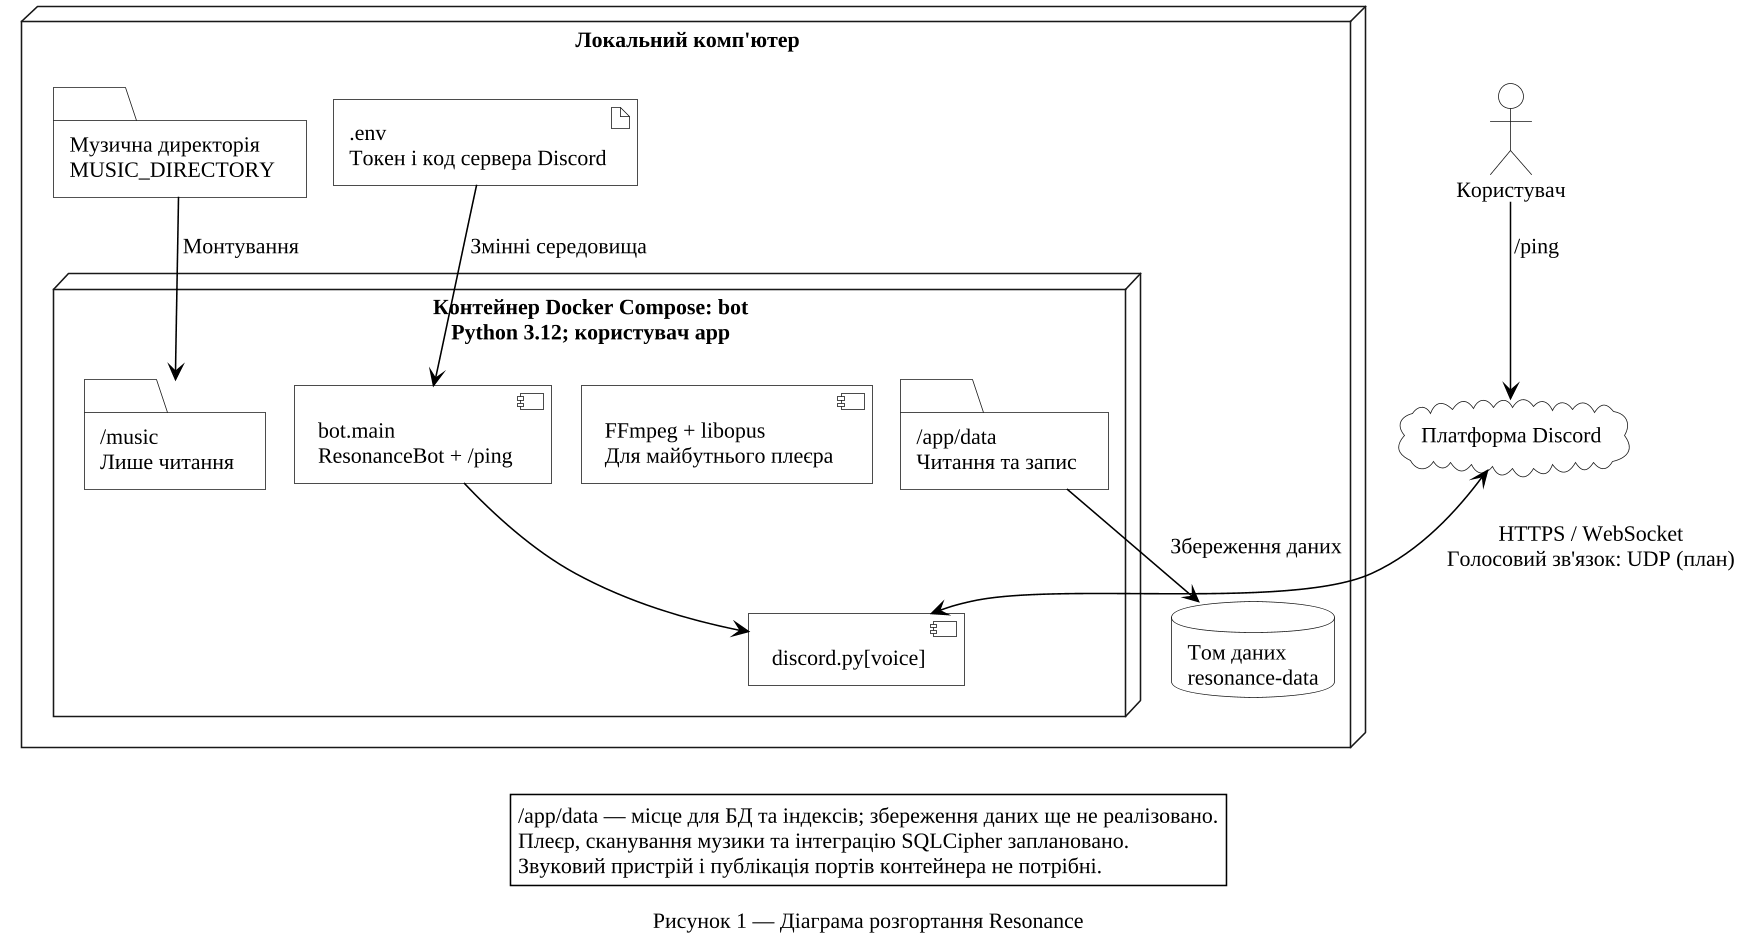 Локальний комп'ютер
Музична директорія
MUSIC_DIRECTORY
.env
Токен і код сервера Discord
Користувач
Монтування
Змінні середовища
/ping
Контейнер Docker Compose: bot
Python 3.12; користувач app
/music
Лише читання
bot.main
ResonanceBot + /ping
FFmpeg + libopus
Для майбутнього плеєра
/app/data
Читання та запис
Платформа Discord
Збереження даних
HTTPS / WebSocket
Голосовий зв'язок: UDP (план)
discord.py[voice]
Том даних
resonance-data
/app/data — місце для БД та індексів; збереження даних ще не реалізовано.
Плеєр, сканування музики та інтеграцію SQLCipher заплановано.
Звуковий пристрій і публікація портів контейнера не потрібні.
Рисунок 1 — Діаграма розгортання Resonance